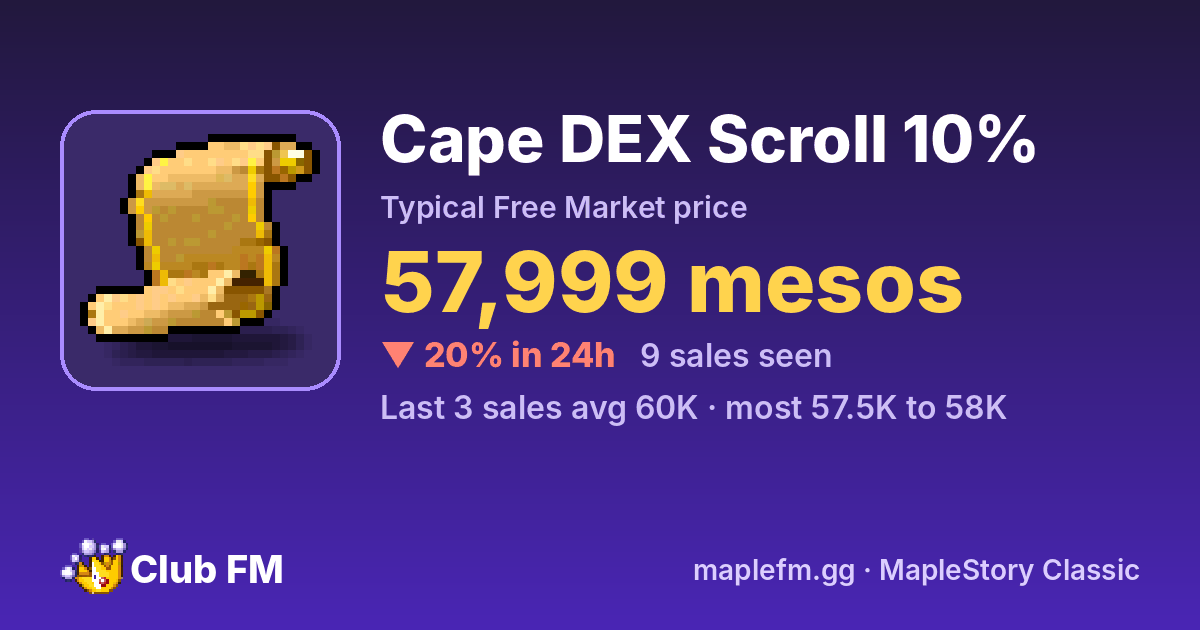 Cape DEX Scroll 10%
Typical Free Market price
57,999 mesos
▼ 20% in 24h 9 sales seen
Last 3 sales avg 60K · most 57.5K to 58K
Club FM
maplefm.gg · MapleStory Classic